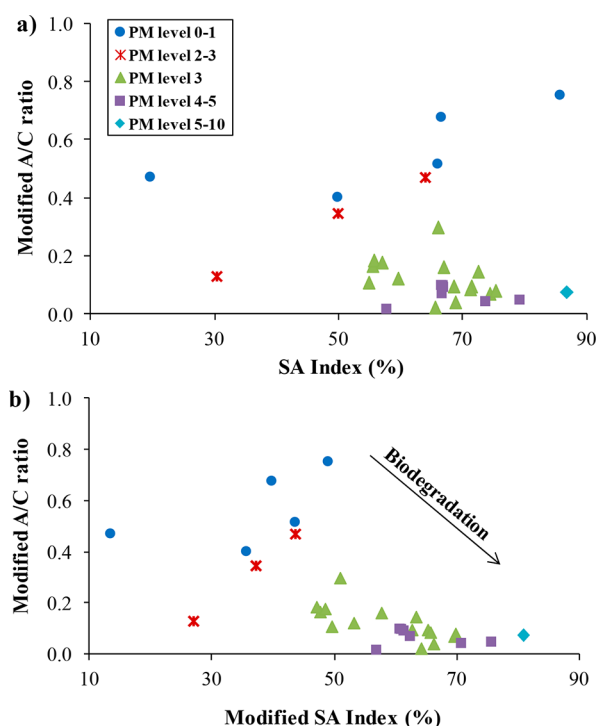 a)
1.0
0.8
0.6
0.4
0.2
0.0
Modified A/C ratio
PM level 0-1
PM level 2-3
PM level 3
PM level 4-5
PM level 5-10
10 30 50 70 90
SA Index (%)
b)
1.0
0.8
0.6
0.4
0.2
0.0
Modified A/C ratio
Biodegradation
10 30 50 70 90
Modified SA Index (%)